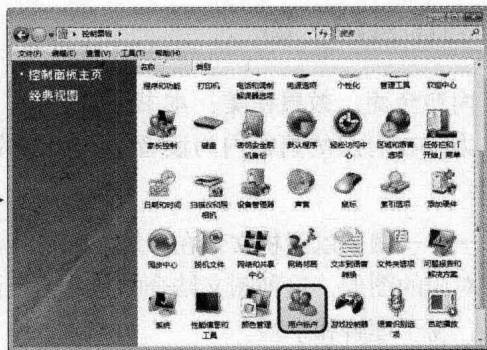 控制面板
搜索
文件(F) 编辑(E) 查看(V) 工具(T) 帮助(H)
名称 类别
控制面板主页
经典视图
程序和功能 打印机 电话和调制解调器选项 电源选项 个性化 管理工具 欢迎中心
家长控制 键盘 默认程序 轻松访问中心 区域和语言选项 任务栏和「开始」菜单
日期和时间 扫描仪和照相机 设备管理器 声音 鼠标 索引选项 添加硬件
同步中心 脱机文件 网络和共享中心 文本到语音转换 文件夹选项 问题报告和解决方案
系统 性能信息和工具 颜色管理 用户帐户 游戏控制器 语音识别选项 自动播放